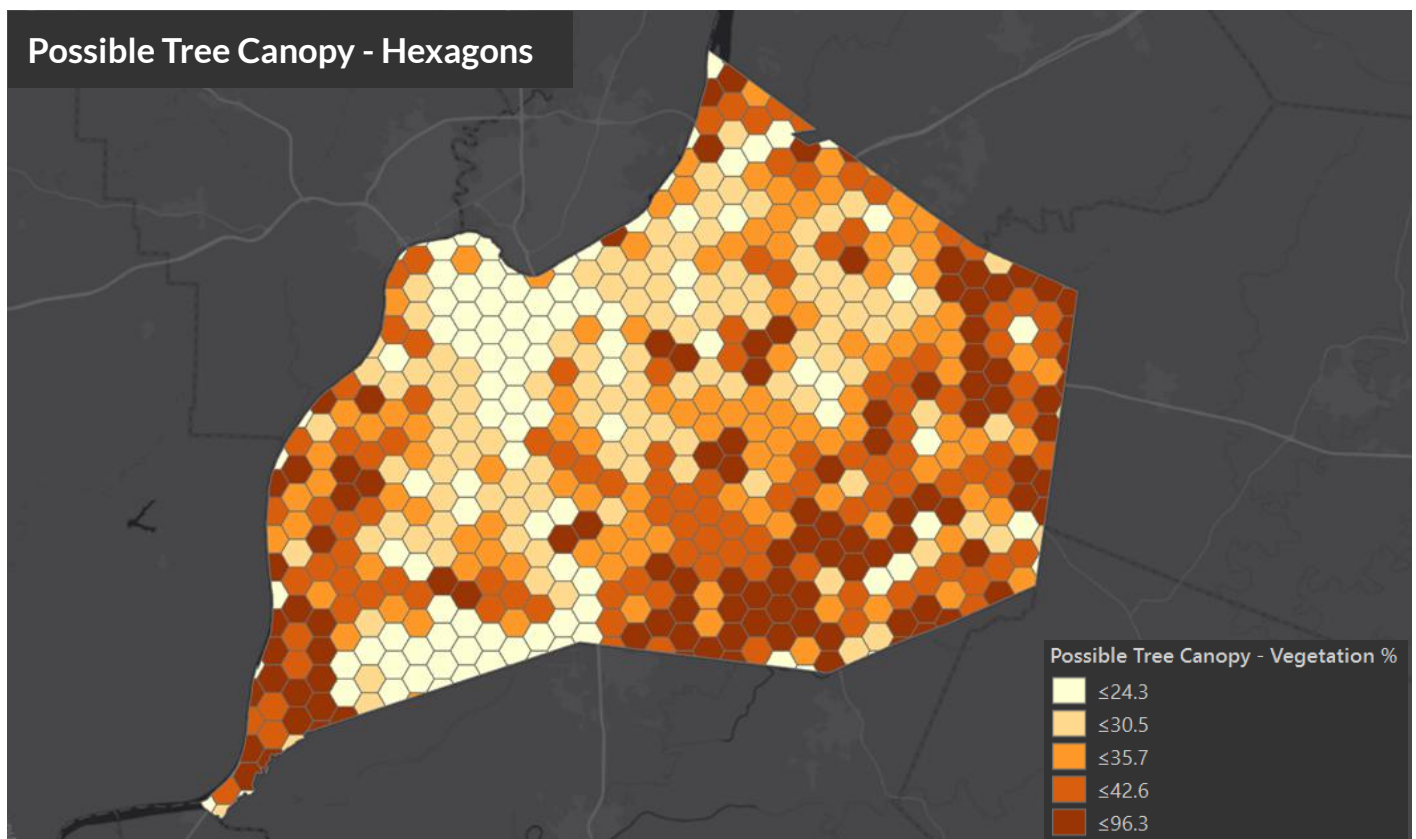 Possible Tree Canopy - Hexagons
Possible Tree Canopy - Vegetation %
≤24.3
≤30.5
≤35.7
≤42.6
≤96.3